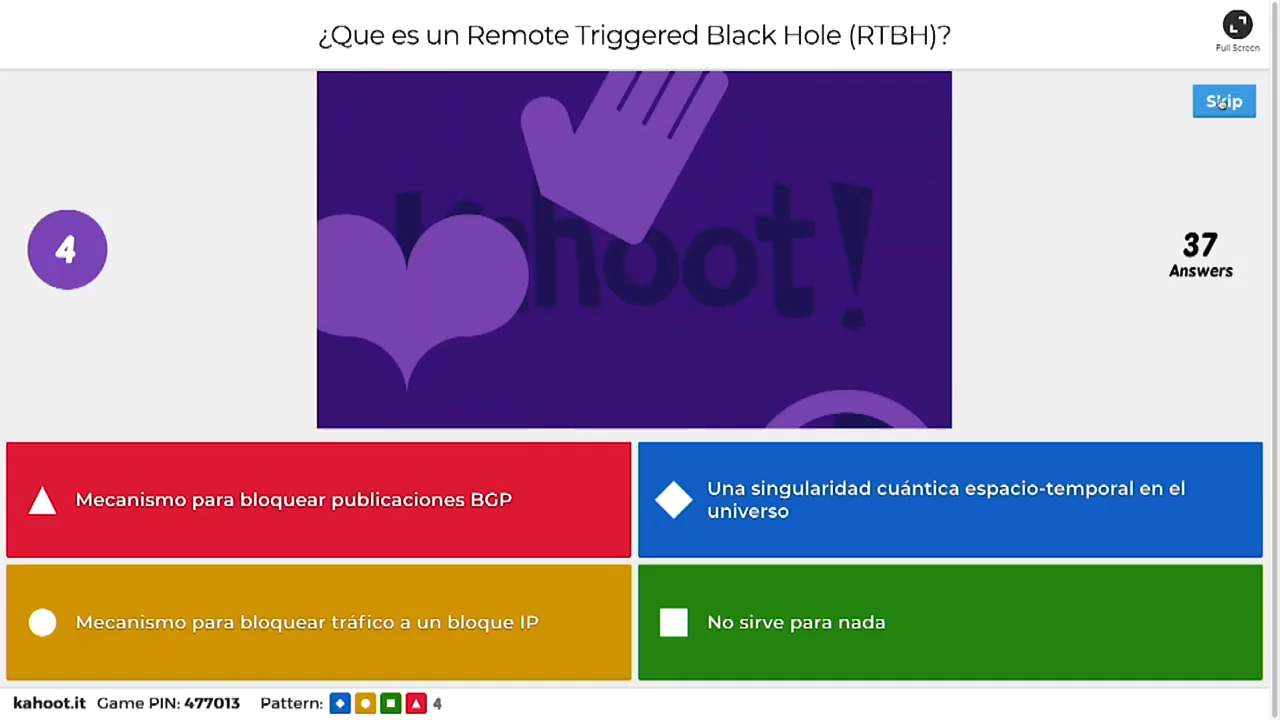 ¿Que es un Remote Triggered Black Hole (RTBH)?
Full Screen
Skip
Kahoot!
4
37
Answers
Mecanismo para bloquear publicaciones BGP
Una singularidad cuántica espacio-temporal en el
universo
Mecanismo para bloquear tráfico a un bloque IP
No sirve para nada
kahoot.it Game PIN: 477013 Pattern: 4